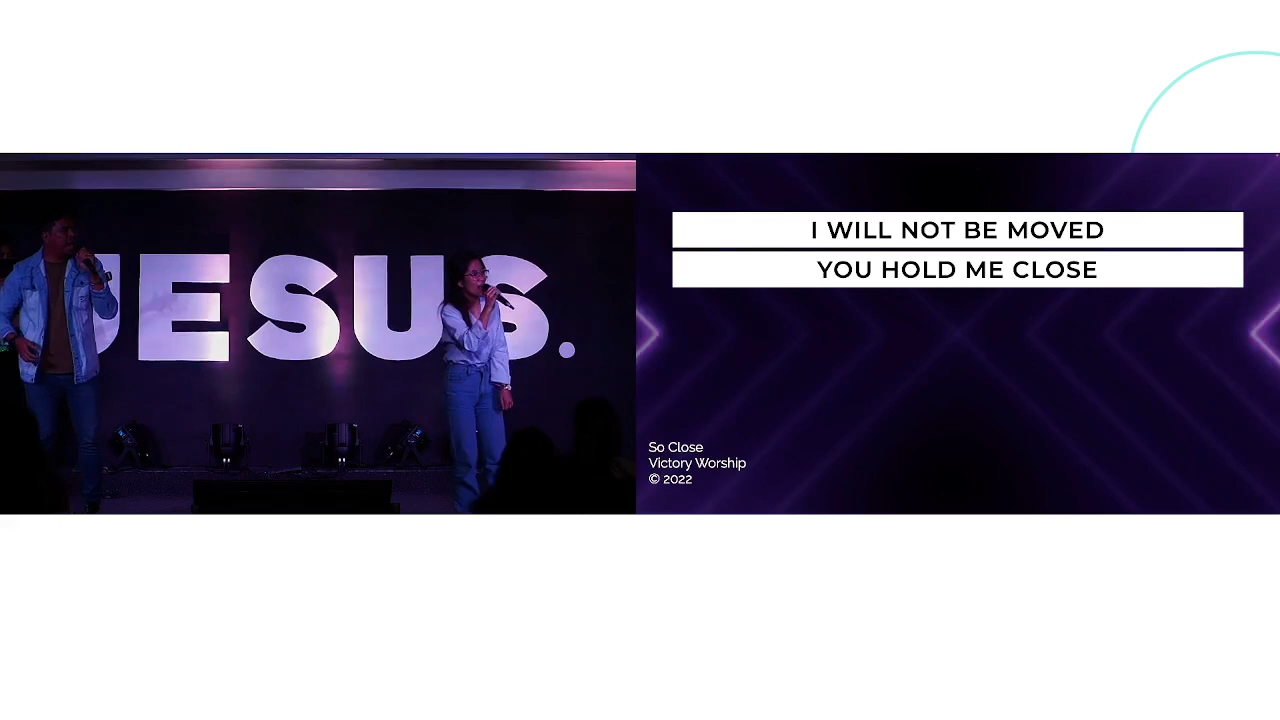 JESUS.
I WILL NOT BE MOVED
YOU HOLD ME CLOSE
So Close
Victory Worship
© 2022